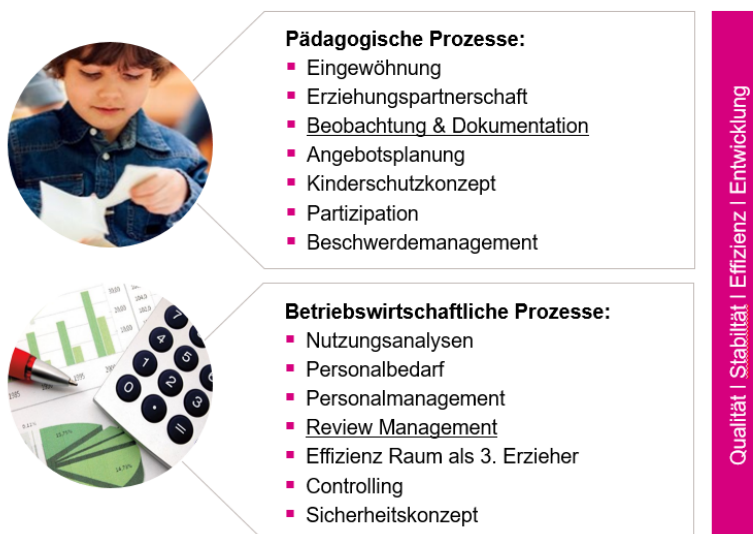 Pädagogische Prozesse:
Eingewöhnung
Erziehungspartnerschaft
Beobachtung & Dokumentation
Angebotsplanung
Kinderschutzkonzept
Partizipation
Beschwerdemanagement
Betriebswirtschaftliche Prozesse:
Nutzungsanalysen
Personalbedarf
Personalmanagement
Review Management
Effizienz Raum als 3. Erzieher
Controlling
Sicherheitskonzept
Qualität | Stabiltät | Effizienz | Entwicklung